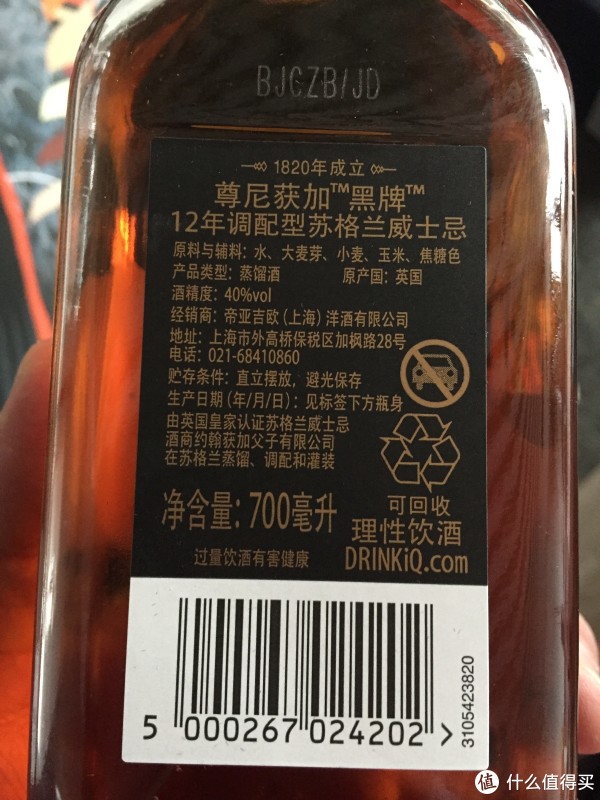 BJCZB/JD
1820年成立
尊尼获加™黑牌™
12年调配型苏格兰威士忌
原料与辅料: 水、大麦芽、小麦、玉米、焦糖色
产品类型: 蒸馏酒 原产国: 英国
酒精度: 40%vol
经销商: 帝亚吉欧(上海)洋酒有限公司
地址: 上海市外高桥保税区加枫路28号
电话: 021-68410860
贮存条件: 直立摆放, 避光保存
生产日期(年/月/日): 见标签下方瓶身
由英国皇家认证苏格兰威士忌
酒商约翰获加父子有限公司
在苏格兰蒸馏、调配和灌装
净含量: 700毫升
过量饮酒有害健康
可回收
理性饮酒
DRINKiQ.com
5 000267 024202 >
3105423820
值 什么值得买